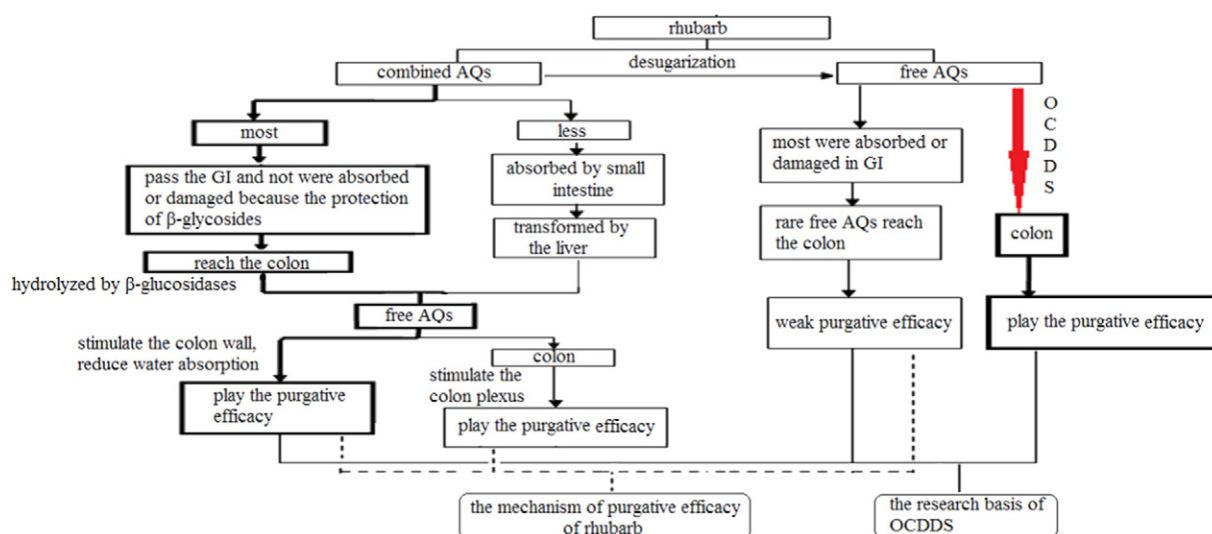 rhubarb
desugarization
combined AQs
free AQs
O
C
D
D
S
most
less
most were absorbed or
damaged in GI
pass the GI and not were absorbed
or damaged because the protection
of β-glycosides
absorbed by small
intestine
transformed by
the liver
rare free AQs reach
the colon
colon
reach the colon
hydrolyzed by β-glucosidases
free AQs
weak purgative efficacy
play the purgative efficacy
stimulate the colon wall,
reduce water absorption
colon
stimulate the
colon plexus
play the purgative
efficacy
play the purgative efficacy
the mechanism of purgative efficacy
of rhubarb
the research basis of
OCDDS